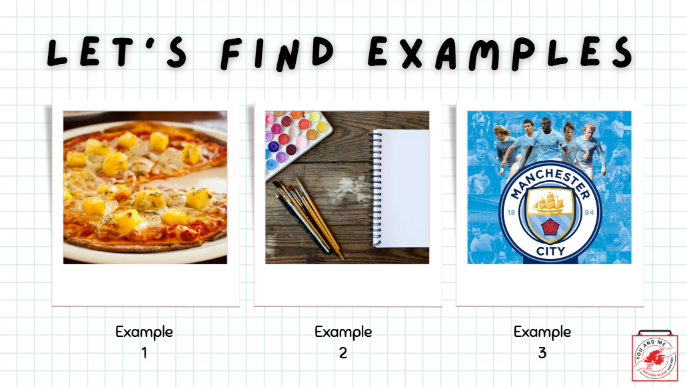 LET'S FIND EXAMPLES
MANCHESTER
18 94
CITY
Example
1
Example
2
Example
3
YOU AND ME